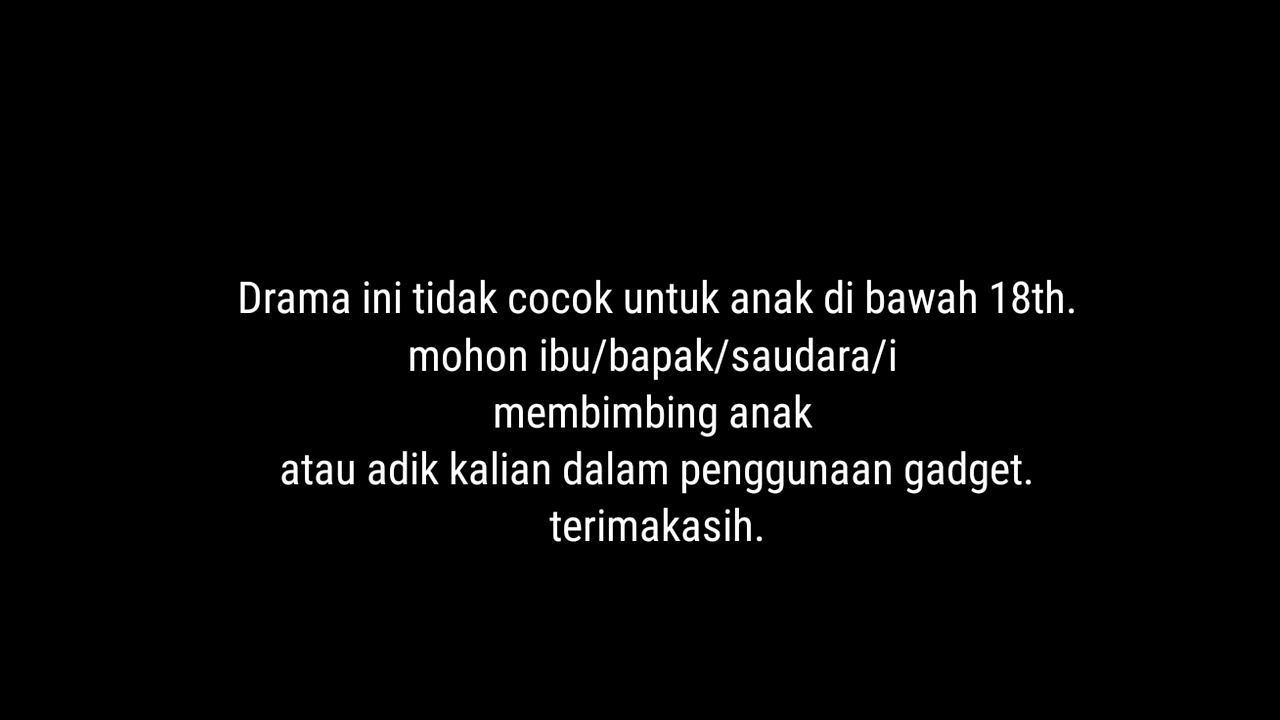 Drama ini tidak cocok untuk anak di bawah 18th.
mohon ibu/bapak/saudara/i
membimbing anak
atau adik kalian dalam penggunaan gadget.
terimakasih.